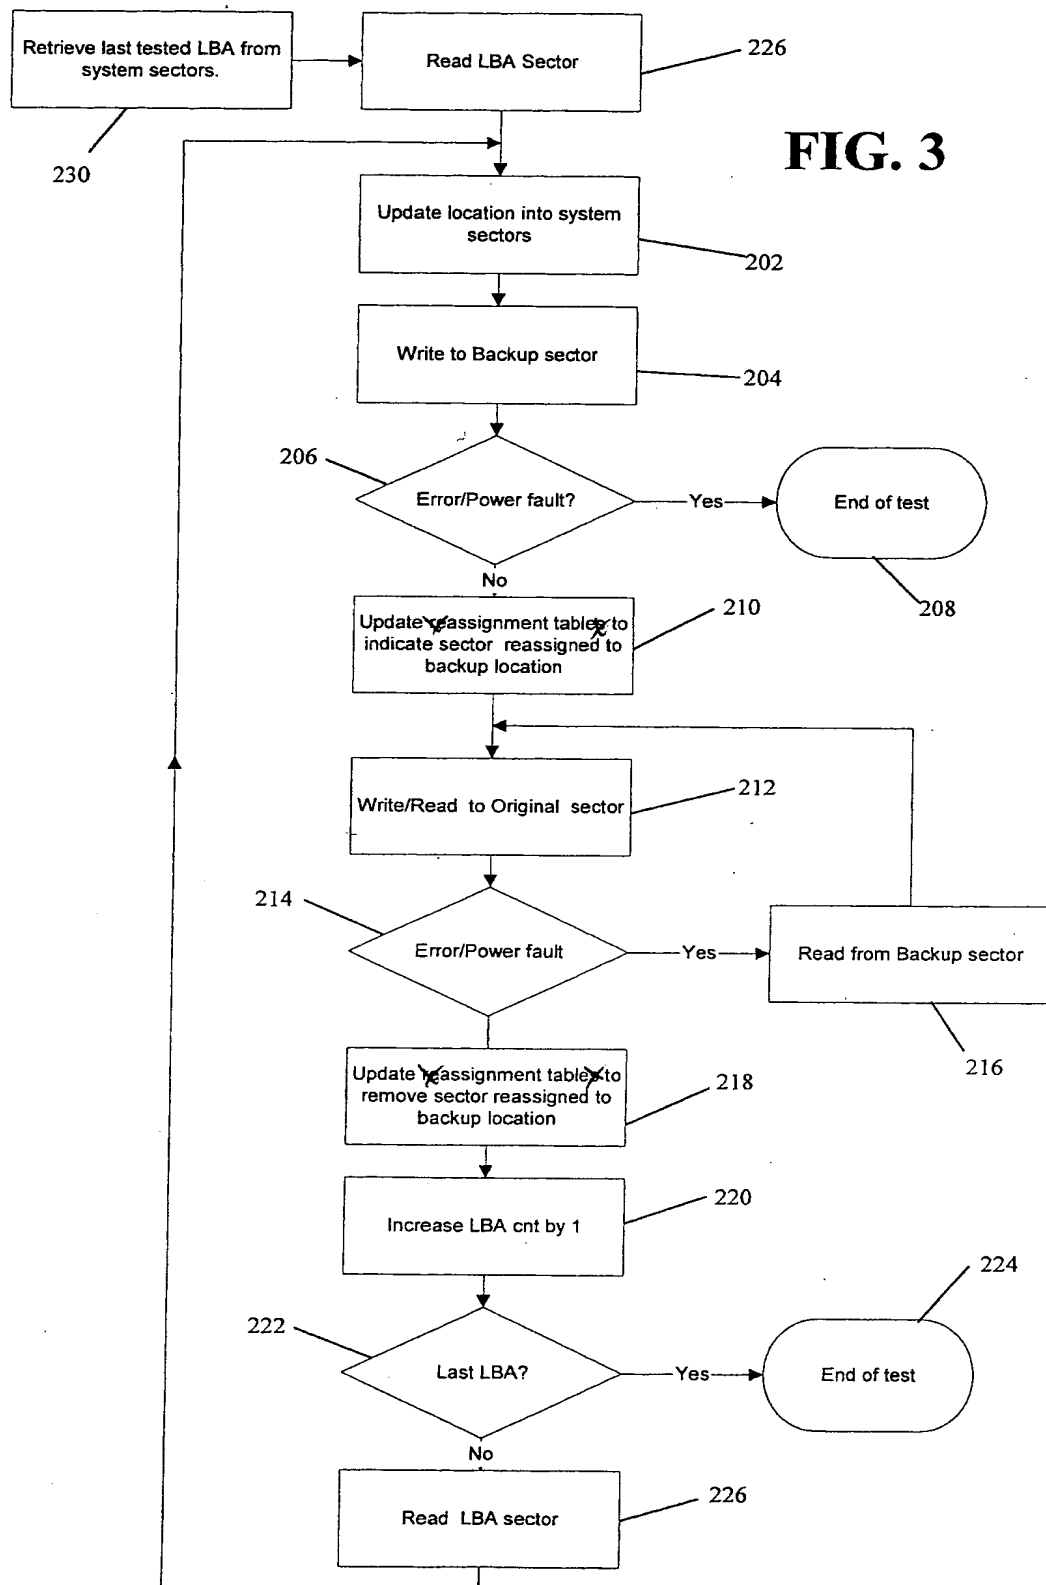 Retrieve last tested LBA from
system sectors.
230
Read LBA Sector
226
FIG. 3
Update location into system
sectors
202
Write to Backup sector
204
206
Error/Power fault?
Yes
End of test
208
No
Update reassignment tables to
indicate sector reassigned to
backup location
210
Write/Read to Original sector
212
214
Error/Power fault
Yes
Read from Backup sector
216
Update reassignment tables to
remove sector reassigned to
backup location
218
Increase LBA cnt by 1
220
222
Last LBA?
Yes
End of test
224
No
Read LBA sector
226